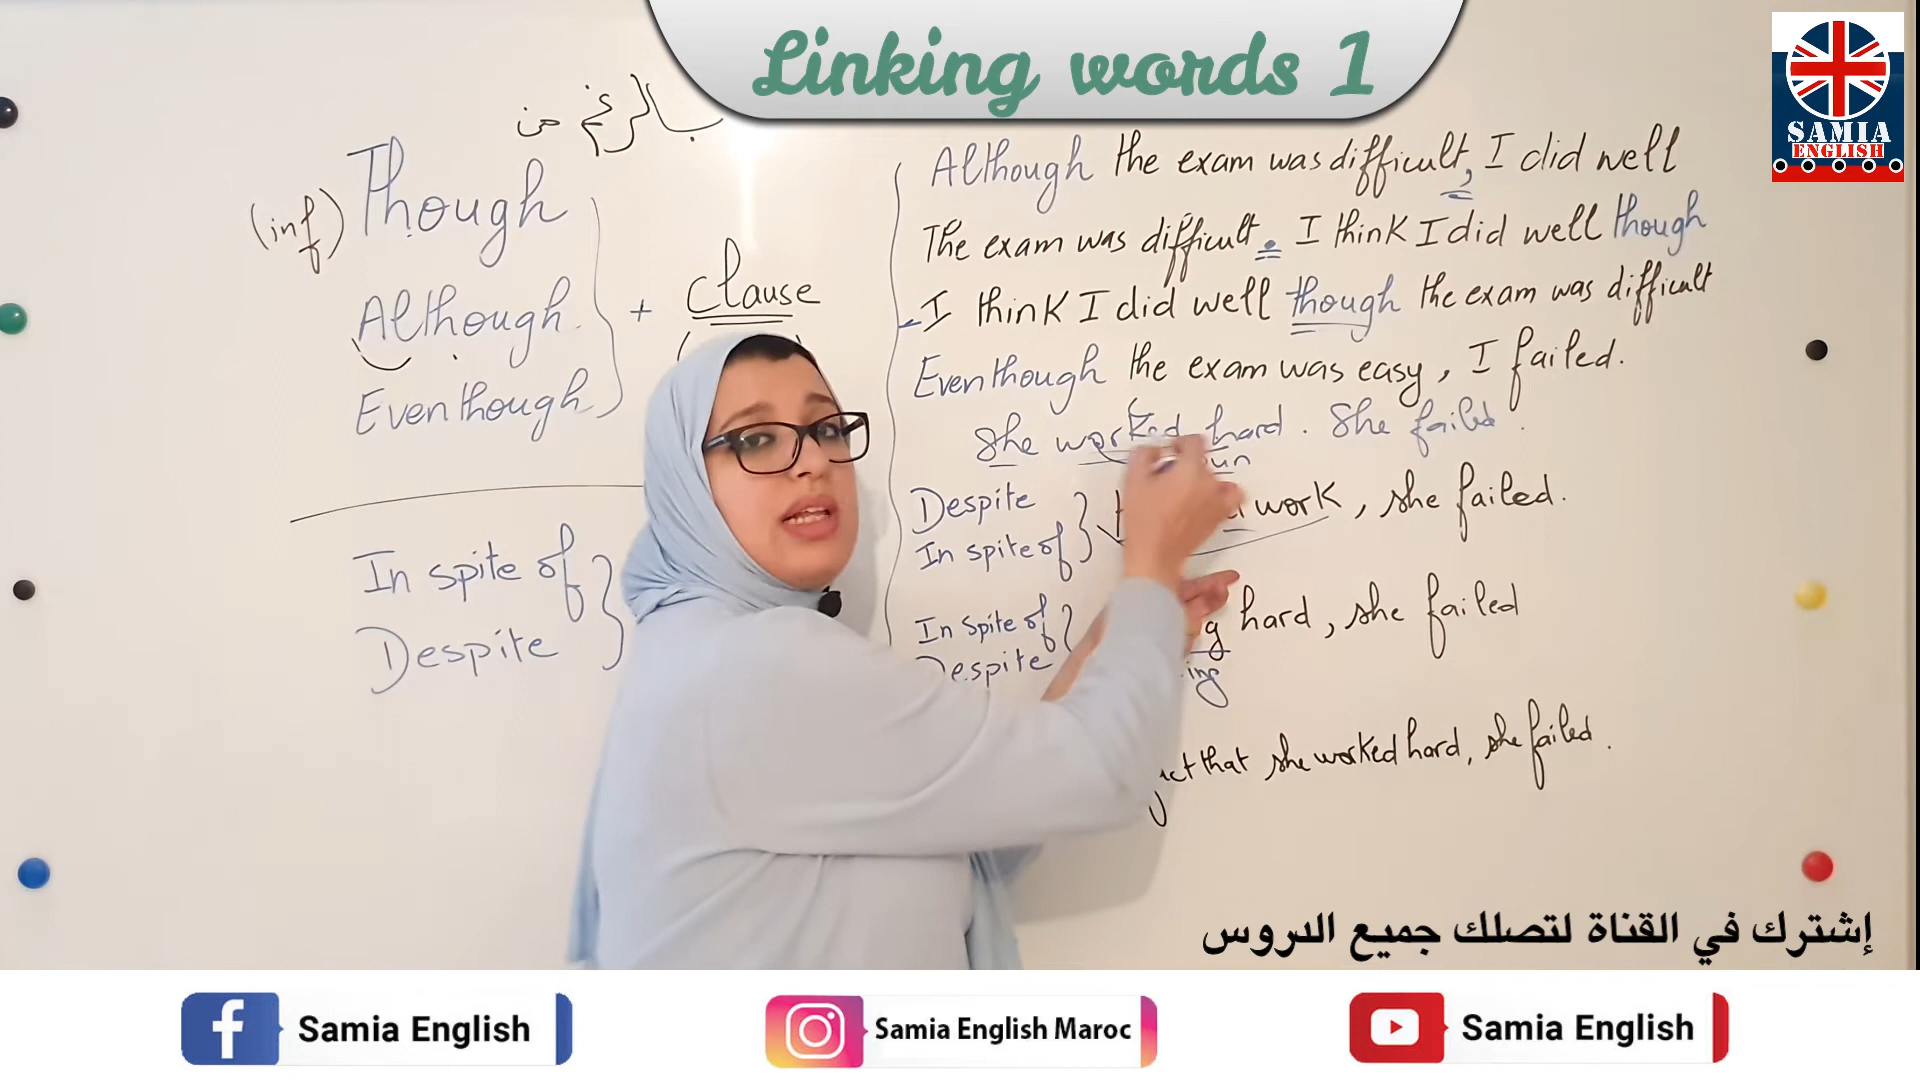 Linking words 1
SAMIA
ENGLISH
بالرغم من
(inf) Though
Although
Eventhough
+ Clause
In spite of
Despite
Although the exam was difficult, I did well
The exam was difficult. I think I did well though
- I think I did well though the exam was difficult
Eventhough the exam was easy, I failed.
She worked hard. She failed.
Despite
In spite of
work, she failed.
In Spite of
Despite
hard, she failed
ing
that she worked hard, she failed.
إشترك في القناة لتصلك جميع الدروس
Samia English
Samia English Maroc
Samia English